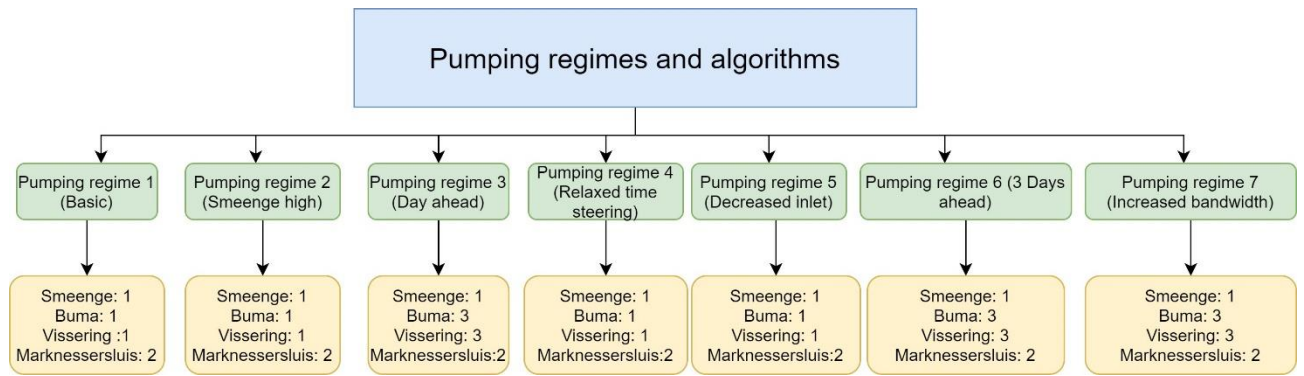 Pumping regimes and algorithms
Pumping regime 1
(Basic)
Pumping regime 2
(Smeenge high)
Pumping regime 3
(Day ahead)
Pumping regime 4
(Relaxed time
steering)
Pumping regime 5
(Decreased inlet)
Pumping regime 6 (3 Days
ahead)
Pumping regime 7
(Increased bandwidth)
Smeenge: 1
Buma: 1
Vissering :1
Marknessersluis: 2
Smeenge: 1
Buma: 1
Vissering: 1
Marknessersluis: 2
Smeenge: 1
Buma: 3
Vissering: 3
Marknessersluis:2
Smeenge: 1
Buma: 1
Vissering: 1
Marknessersluis:2
Smeenge: 1
Buma: 1
Vissering: 1
Marknessersluis:2
Smeenge: 1
Buma: 3
Vissering: 3
Marknessersluis: 2
Smeenge: 1
Buma: 3
Vissering: 3
Marknessersluis: 2